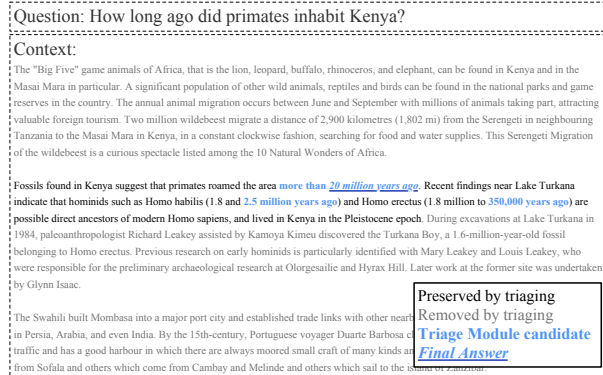 Question: How long ago did primates inhabit Kenya?
Context:
The "Big Five" game animals of Africa, that is the lion, leopard, buffalo, rhinoceros, and elephant, can be found in Kenya and in the
Masai Mara in particular. A significant population of other wild animals, reptiles and birds can be found in the national parks and game
reserves in the country. The annual animal migration occurs between June and September with millions of animals taking part, attracting
valuable foreign tourism. Two million wildebeest migrate a distance of 2,900 kilometres (1,802 mi) from the Serengeti in neighbouring
Tanzania to the Masai Mara in Kenya, in a constant clockwise fashion, searching for food and water supplies. This Serengeti Migration
of the wildebeest is a curious spectacle listed among the 10 Natural Wonders of Africa.
Fossils found in Kenya suggest that primates roamed the area more than 20 million years ago. Recent findings near Lake Turkana
indicate that hominids such as Homo habilis (1.8 and 2.5 million years ago) and Homo erectus (1.8 million to 350,000 years ago) are
possible direct ancestors of modern Homo sapiens, and lived in Kenya in the Pleistocene epoch. During excavations at Lake Turkana in
1984, paleoanthropologist Richard Leakey assisted by Kamoya Kimeu discovered the Turkana Boy, a 1.6-million-year-old fossil
belonging to Homo erectus. Previous research on early hominids is particularly identified with Mary Leakey and Louis Leakey, who
were responsible for the preliminary archaeological research at Olorgesailie and Hyrax Hill. Later work at the former site was undertaken
by Glynn Isaac.
The Swahili built Mombasa into a major port city and established trade links with other nearb
in Persia, Arabia, and even India. By the 15th-century, Portuguese voyager Duarte Barbosa cl
traffic and has a good harbour in which there are always moored small craft of many kinds an
from Sofala and others which come from Cambay and Melinde and others which sail to the island of Zanzibar.
Preserved by triaging
Removed by triaging
Triage Module candidate
Final Answer